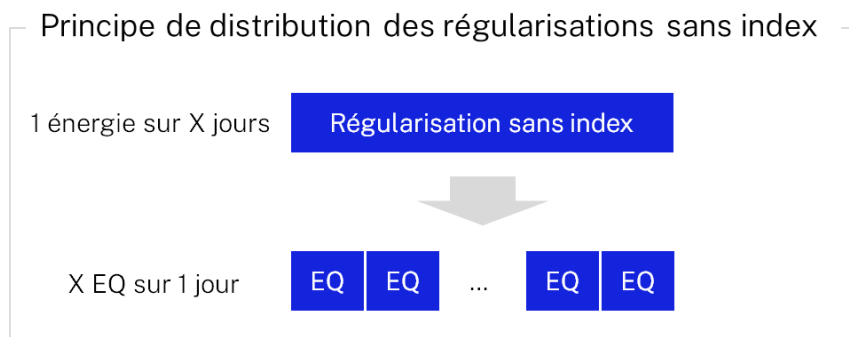 Principe de distribution des régularisations sans index
1 énergie sur X jours
Régularisation sans index
X EQ sur 1 jour
EQ EQ ... EQ EQ